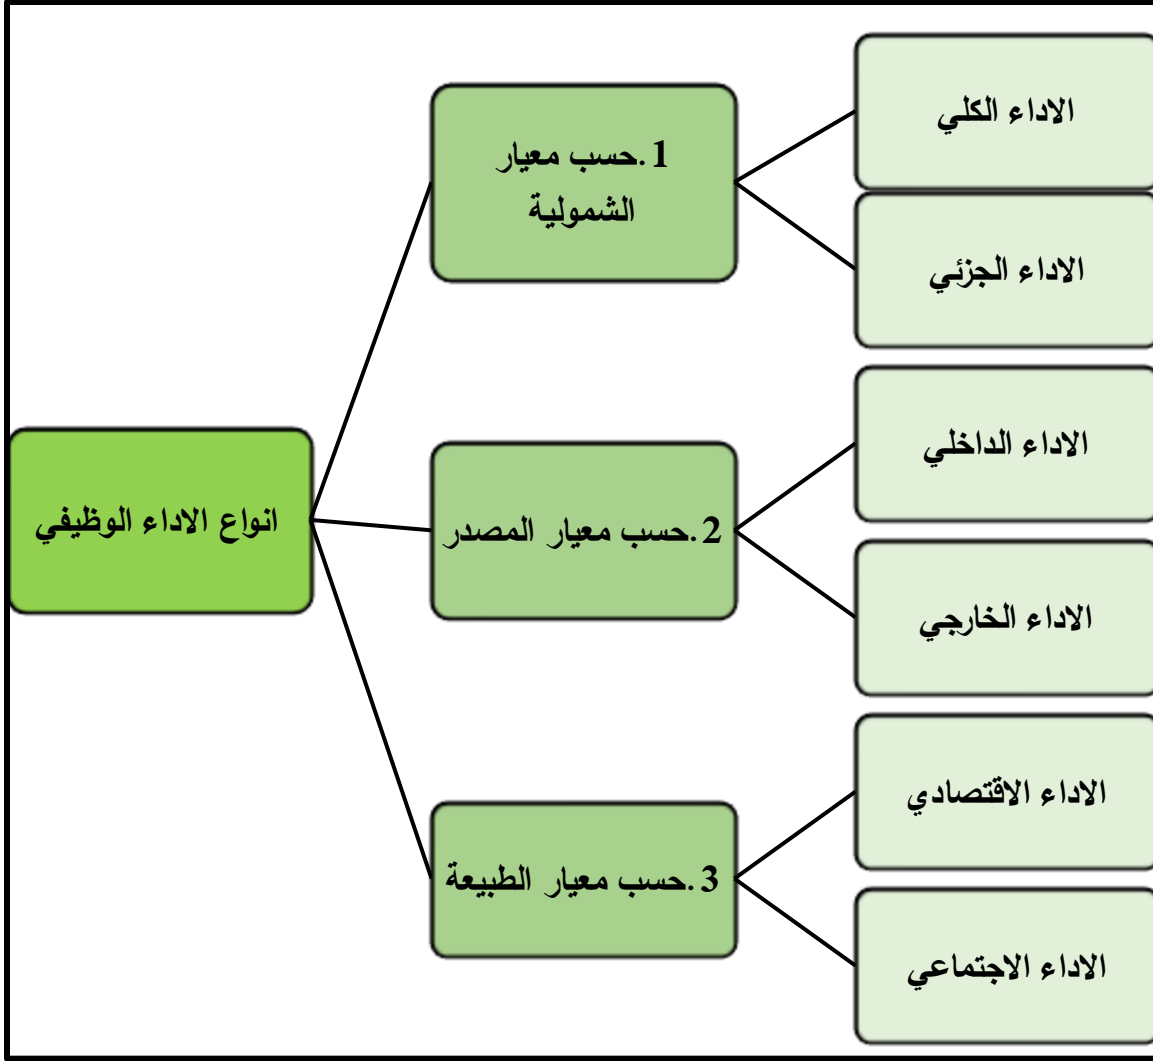 انواع الاداء الوظيفي
1.حسب معيار
الشمولية
الاداء الكلي
الاداء الجزئي
2.حسب معيار المصدر
الاداء الداخلي
الاداء الخارجي
3.حسب معيار الطبيعة
الاداء الاقتصادي
الاداء الاجتماعي